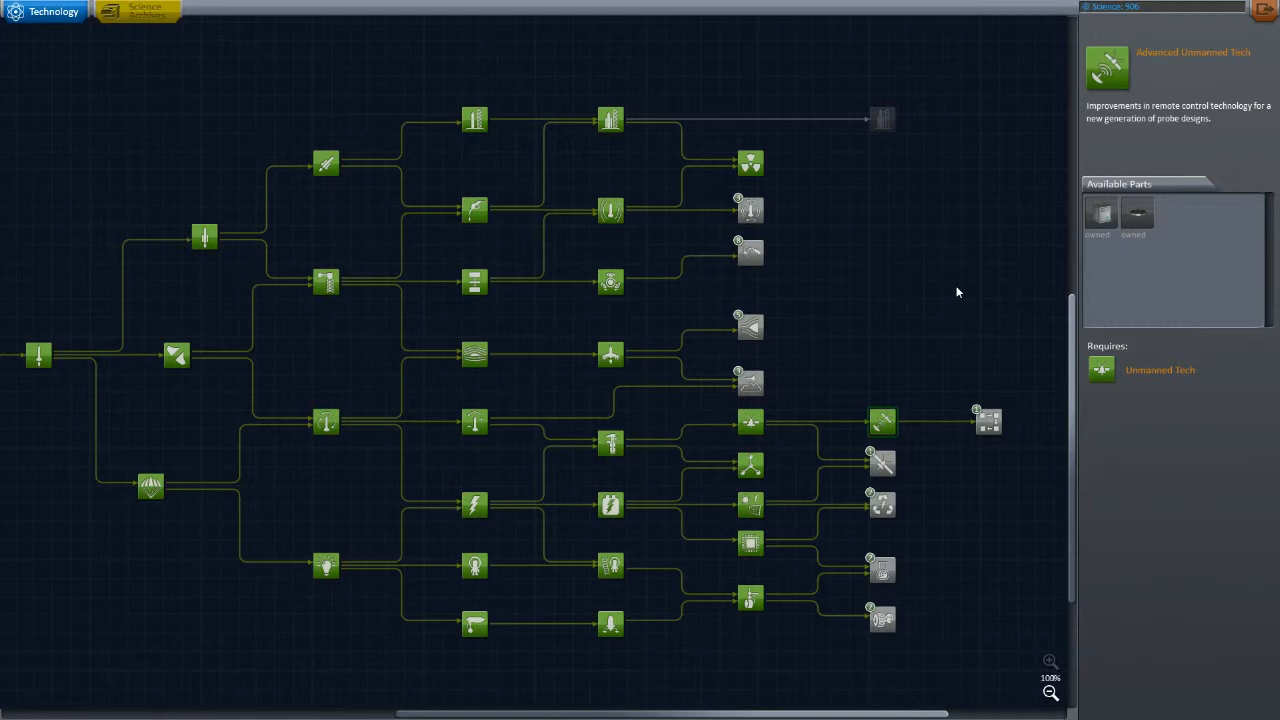 Technology
Science
Archives
Science: 906
Advanced Unmanned Tech
Improvements in remote control technology for a
new generation of probe designs.
Available Parts
owned
owned
Requires:
Unmanned Tech
100%